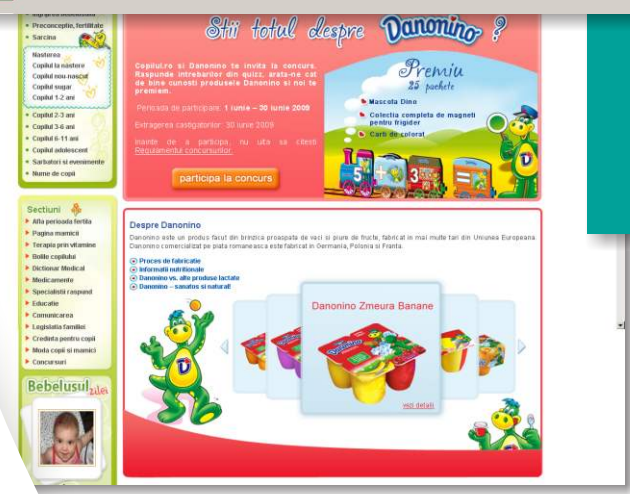 Preconceptie, fertilitate
Sarcina
Nasterea
Copilul la nastere
Copilul nou-nascut
Copilul sugar
Copilul 1-2 ani
Copilul 2-3 ani
Copilul 3-6 ani
Copilul 6-11 ani
Copilul adolescent
Sarbatori si evenimente
Nume de copii
Sectiuni
Afla perioada fertila
Pagina mamicii
Terapia prin vitamine
Bolile copilului
Dictionar Medical
Medicamente
Specialistii raspund
Educatie
Comunicarea
Legislatia familiei
Credinta pentru copii
Moda copii si mamici
Concursuri
Bebelusul zilei
Stii totul despre Danonino ?
Copilul.ro si Danonino te invita la concurs.
Raspunde intrebarilor din quizz, arata-ne cat
de bine cunosti produsele Danonino si noi te
premiem.
Perioada de participare: 1 iunie – 30 iunie 2009
Extragerea castigatorilor: 30 iunie 2009
Inainte de a participa, nu uita sa citesti
Regulamentul concursurilor.
participa la concurs
Premiu
25 pachete
Mascota Dino
Colectia completa de magneti
pentru frigider
Carti de colorat
5 + 3 =
Despre Danonino
Danonino este un produs facut din branzica proaspata de vaci si piure de fructe, fabricat in mai multe tari din Uniunea Europeana.
Danonino comercializat pe piata romaneasca este fabricat in Germania, Polonia si Franta.
Proces de fabricatie
Informatii nutritionale
Danonino vs. alte produse lactate
Danonino – sanatos si natural!
Danonino Zmeura Banane
vezi detalii